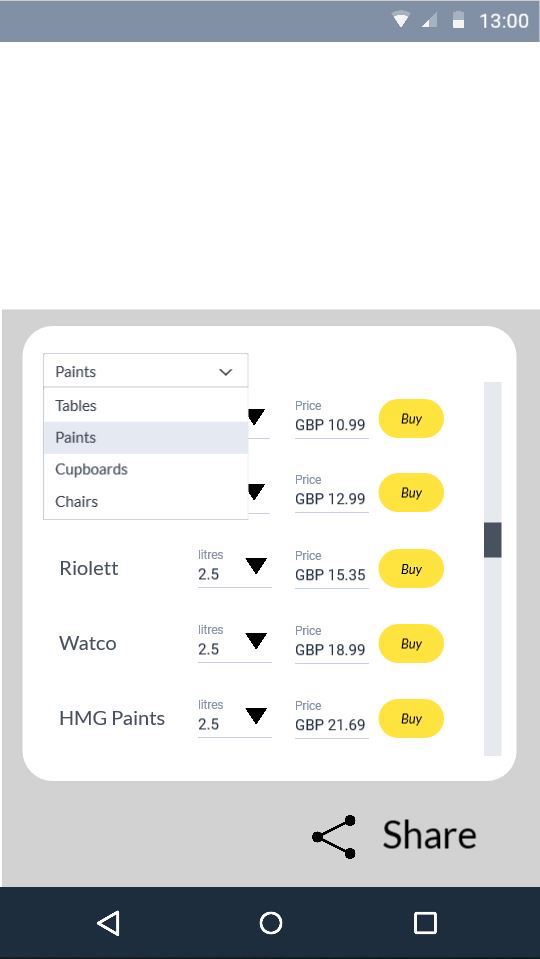 13:00
Paints
Tables
Paints
Cupboards
Chairs
Price
GBP 10.99
Buy
Price
GBP 12.99
Buy
Riolett
litres
2.5
Price
GBP 15.35
Buy
Watco
litres
2.5
Price
GBP 18.99
Buy
HMG Paints
litres
2.5
Price
GBP 21.69
Buy
Share